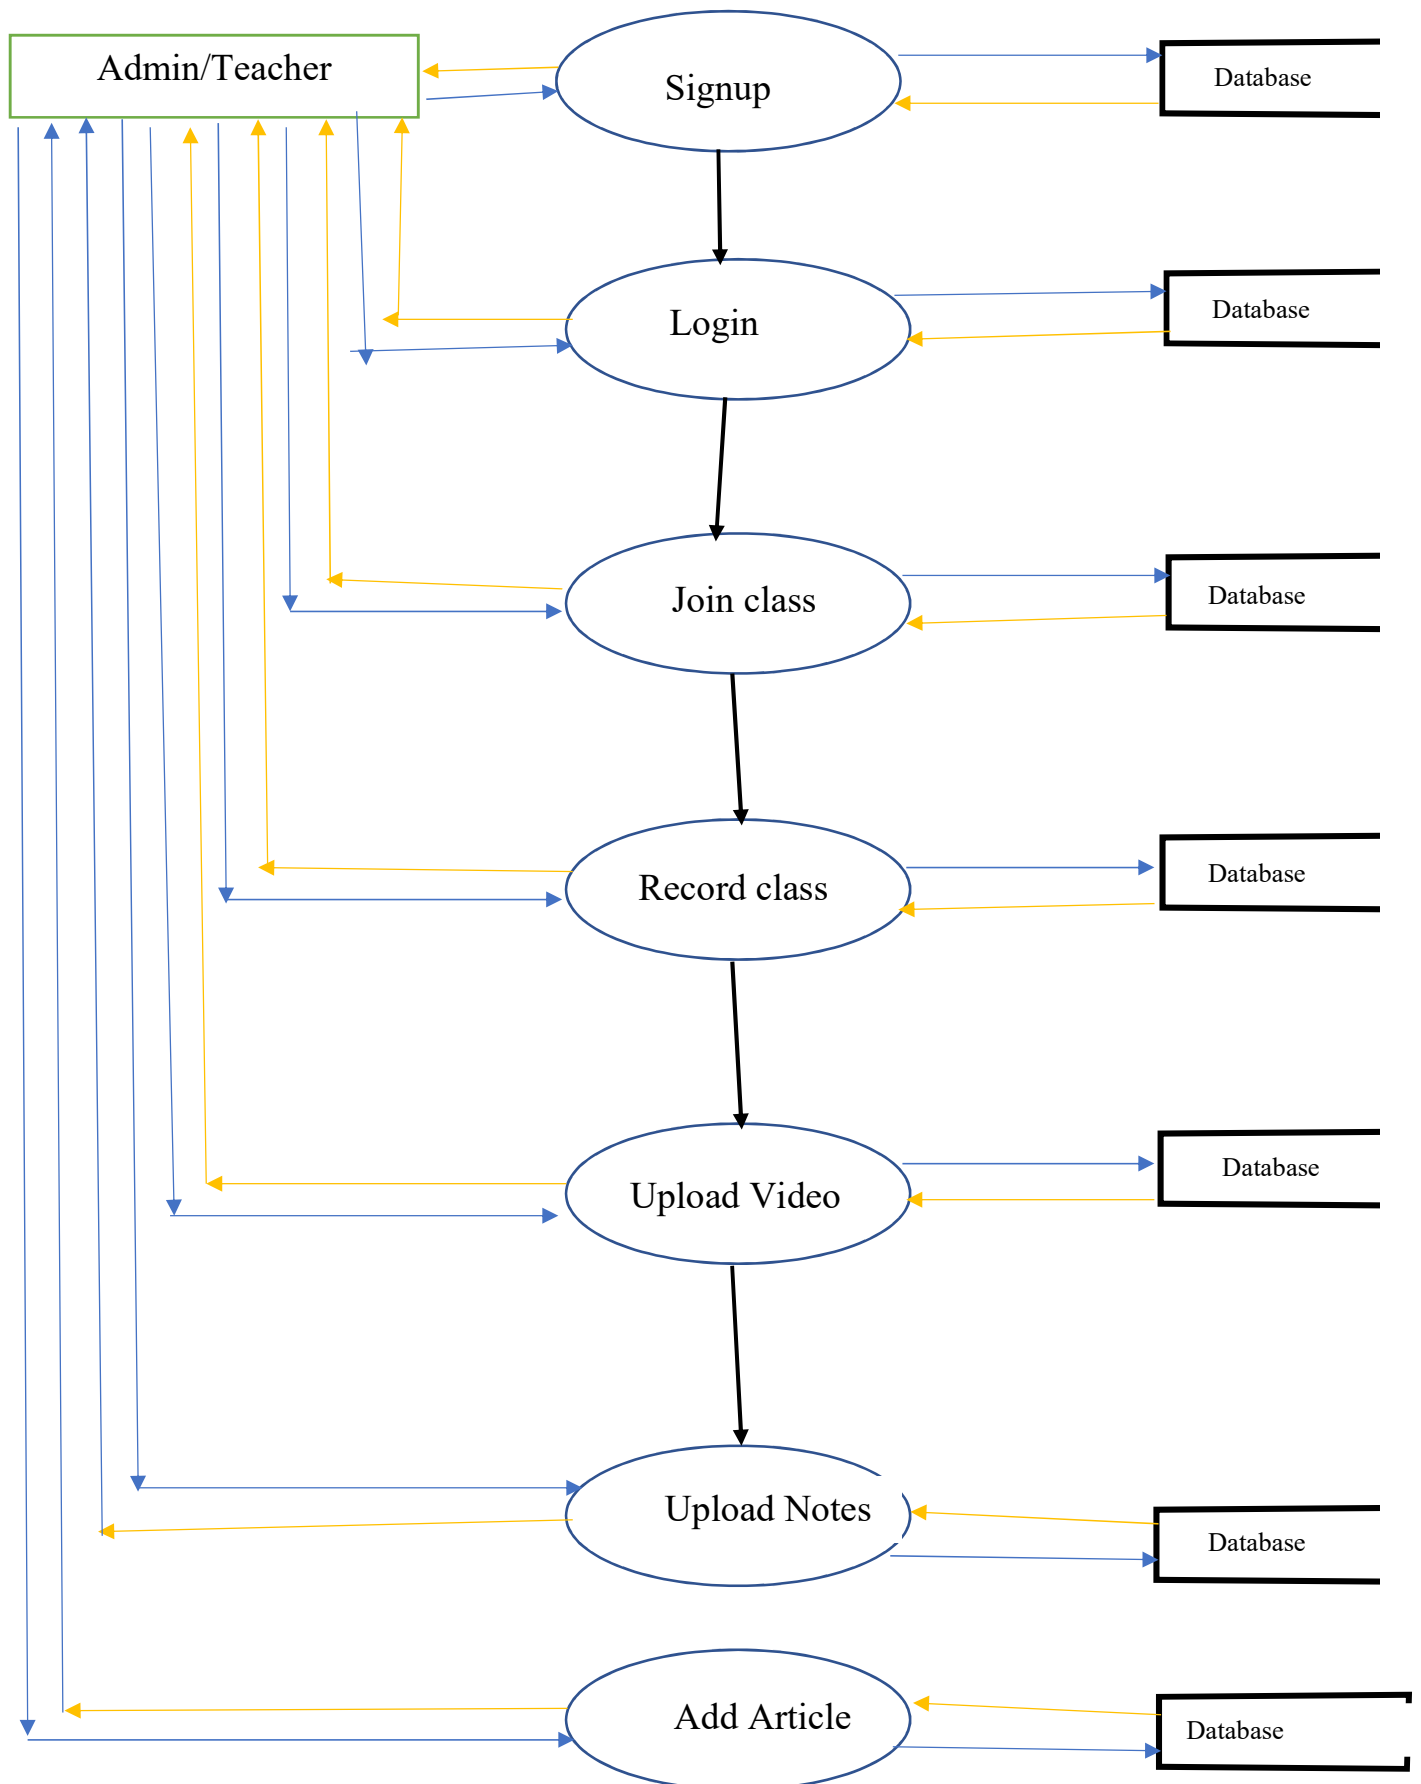 Admin/Teacher
Signup
Database
Login
Database
Join class
Database
Record class
Database
Upload Video
Database
Upload Notes
Database
Add Article
Database